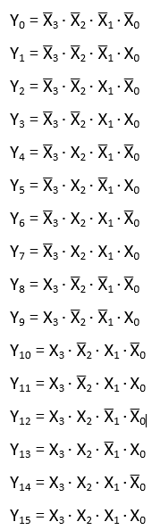 Y₀ = X̅₃ · X̅₂ · X̅₁ · X̅₀
Y₁ = X̅₃ · X̅₂ · X̅₁ · X₀
Y₂ = X̅₃ · X̅₂ · X₁ · X̅₀
Y₃ = X̅₃ · X̅₂ · X₁ · X₀
Y₄ = X̅₃ · X₂ · X̅₁ · X̅₀
Y₅ = X̅₃ · X₂ · X̅₁ · X₀
Y₆ = X̅₃ · X₂ · X₁ · X̅₀
Y₇ = X̅₃ · X₂ · X₁ · X₀
Y₈ = X₃ · X̅₂ · X̅₁ · X̅₀
Y₉ = X₃ · X̅₂ · X̅₁ · X₀
Y₁₀ = X₃ · X̅₂ · X₁ · X̅₀
Y₁₁ = X₃ · X̅₂ · X₁ · X₀
Y₁₂ = X₃ · X₂ · X̅₁ · X̅₀
Y₁₃ = X₃ · X₂ · X̅₁ · X₀
Y₁₄ = X₃ · X₂ · X₁ · X̅₀
Y₁₅ = X₃ · X₂ · X₁ · X₀